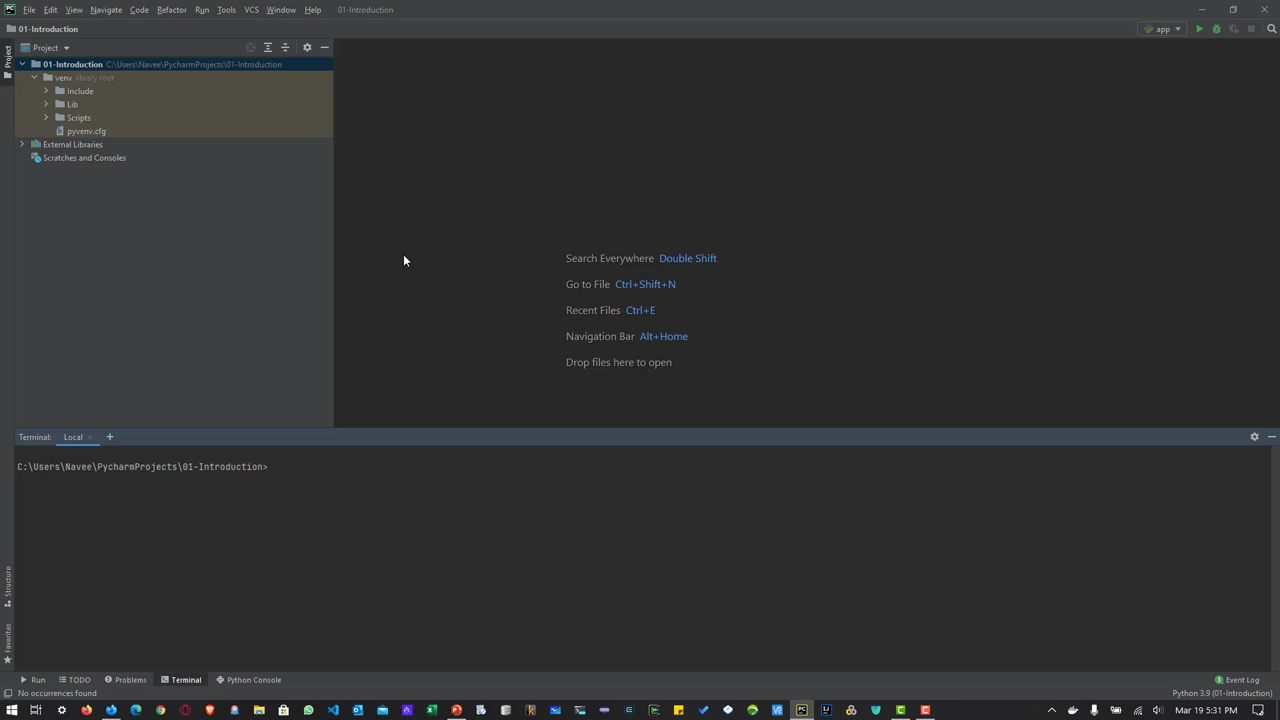 PC File Edit View Navigate Code Refactor Run Tools VCS Window Help 01-Introduction
01-Introduction
app
Project
Project
01-Introduction C:\Users\Navee\PycharmProjects\01-Introduction
venv library root
Include
Lib
Scripts
pyvenv.cfg
External Libraries
Scratches and Consoles
Search Everywhere Double Shift
Go to File Ctrl+Shift+N
Recent Files Ctrl+E
Navigation Bar Alt+Home
Drop files here to open
Terminal: Local
C:\Users\Navee\PycharmProjects\01-Introduction>
Structure
Favorites
Run TODO Problems Terminal Python Console
Event Log
No occurrences found
Python 3.9 (01-Introduction)
Mar 19 5:31 PM